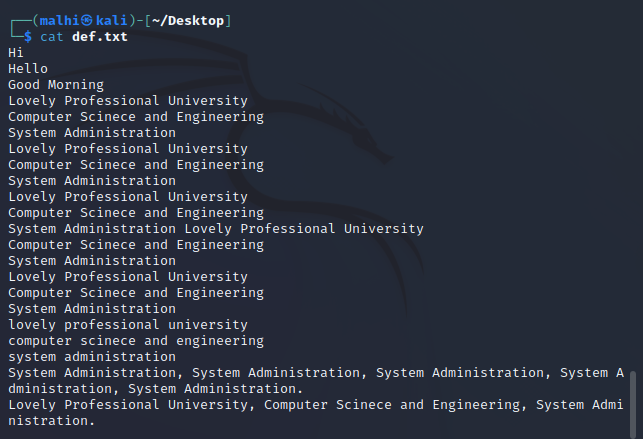 ┌──(malhi㉿kali)-[~/Desktop]
└─$ cat def.txt
Hi
Hello
Good Morning
Lovely Professional University
Computer Scinece and Engineering
System Administration
Lovely Professional University
Computer Scinece and Engineering
System Administration
Lovely Professional University
Computer Scinece and Engineering
System Administration Lovely Professional University
Computer Scinece and Engineering
System Administration
Lovely Professional University
Computer Scinece and Engineering
System Administration
lovely professional university
computer scinece and engineering
system administration
System Administration, System Administration, System Administration, System A
dministration, System Administration.
Lovely Professional University, Computer Scinece and Engineering, System Admi
nistration.